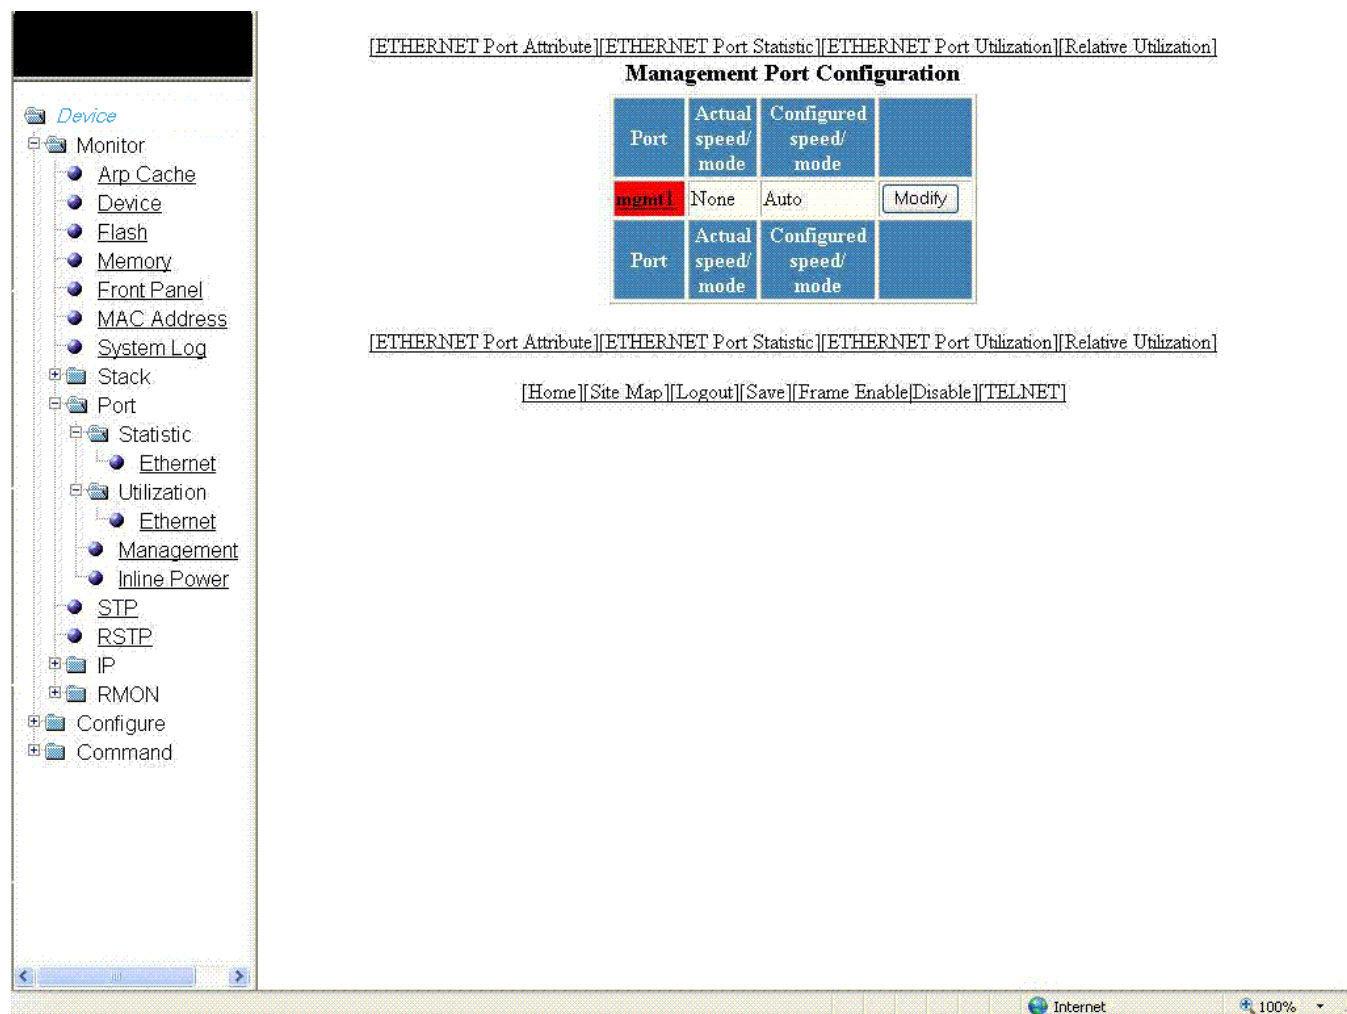 Device
Monitor
Arp Cache
Device
Flash
Memory
Front Panel
MAC Address
System Log
Stack
Port
Statistic
Ethernet
Utilization
Ethernet
Management
Inline Power
STP
RSTP
IP
RMON
Configure
Command
[ETHERNET Port Attribute][ETHERNET Port Statistic][ETHERNET Port Utilization][Relative Utilization]
Management Port Configuration
Port Actual speed/ mode Configured speed/ mode
mgmt1 None Auto Modify
Port Actual speed/ mode Configured speed/ mode
[ETHERNET Port Attribute][ETHERNET Port Statistic][ETHERNET Port Utilization][Relative Utilization]
[Home][Site Map][Logout][Save][Frame Enable|Disable][TELNET]
Internet 100%